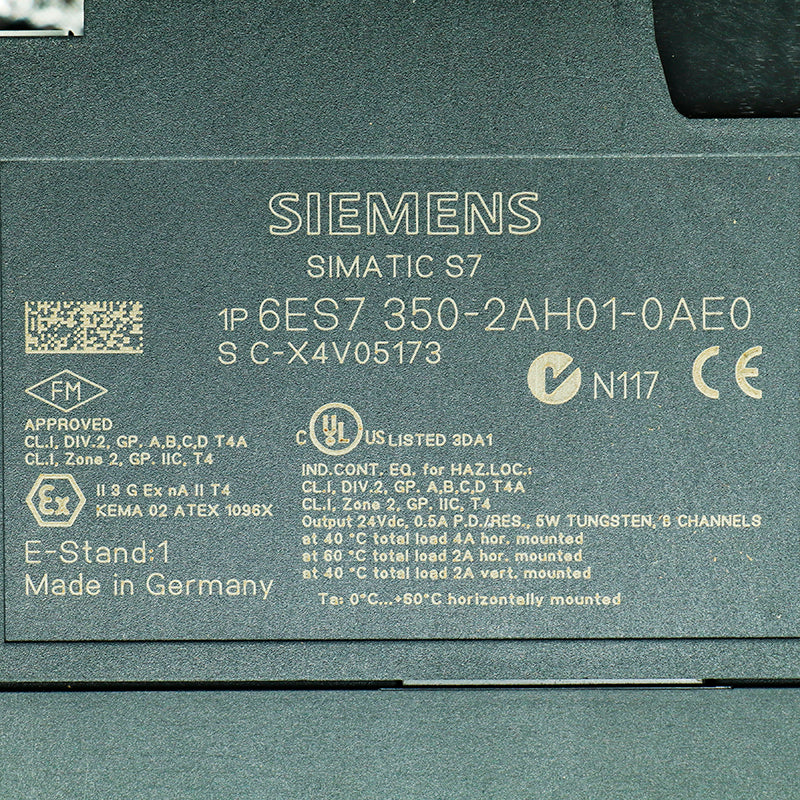 SIEMENS
SIMATIC S7
1P 6ES7 350-2AH01-0AE0
S C-X4V05173
N117 CE
FM
APPROVED
CL.I, DIV.2, GP. A,B,C,D T4A
CL.I, Zone 2, GP. IIC, T4
Ex
II 3 G Ex nA II T4
KEMA 02 ATEX 1096X
E-Stand:1
Made in Germany
C UL US LISTED 3DA1
IND.CONT. EQ. for HAZ.LOC.:
CL.I, DIV.2, GP. A,B,C,D T4A
CL.I, Zone 2, GP. IIC, T4
Output 24Vdc, 0.5A P.D./RES., 5W TUNGSTEN, 8 CHANNELS
at 40 °C total load 4A hor. mounted
at 60 °C total load 2A hor. mounted
at 40 °C total load 2A vert. mounted
Ta: 0°C...+60°C horizontally mounted